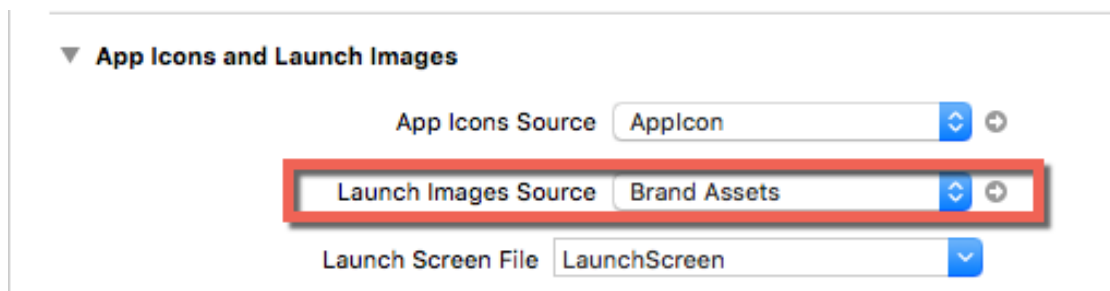 App Icons and Launch Images
App Icons Source AppIcon
Launch Images Source Brand Assets
Launch Screen File LaunchScreen